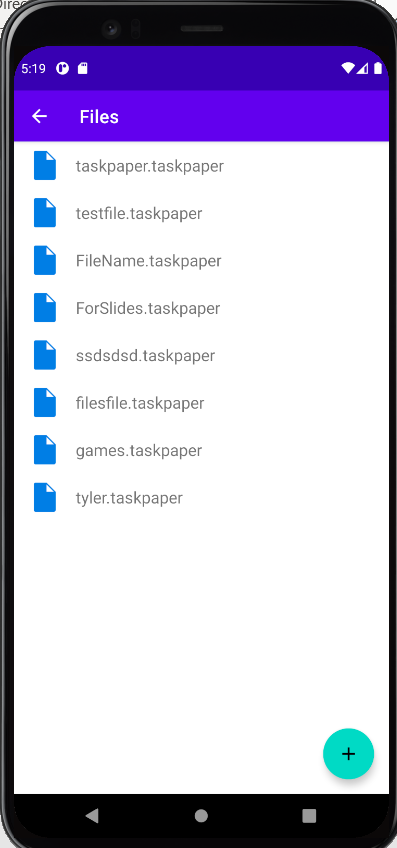 Direc
5:19
Files
taskpaper.taskpaper
testfile.taskpaper
FileName.taskpaper
ForSlides.taskpaper
ssdsdsd.taskpaper
filesfile.taskpaper
games.taskpaper
tyler.taskpaper